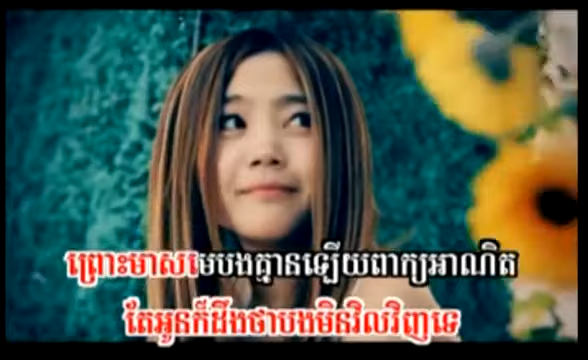 ព្រោះមាសមេបងគ្មានឡើយពាក្យអាណិត
តែអូនក៏ដឹងថាបងមិនវិលវិញទេ